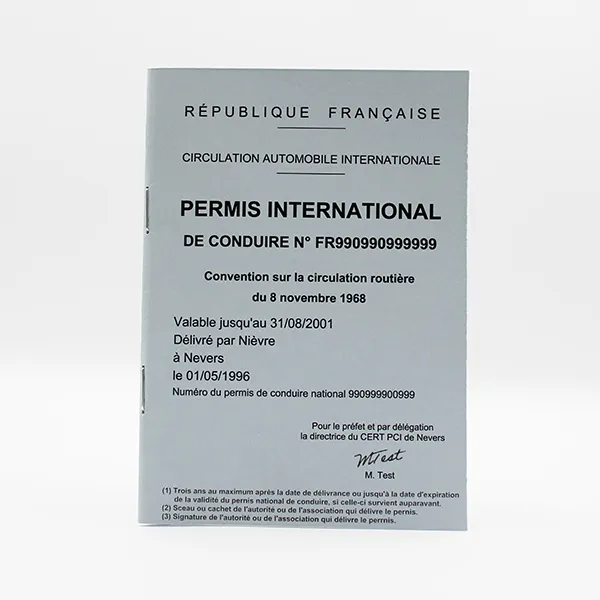 RÉPUBLIQUE FRANÇAISE
CIRCULATION AUTOMOBILE INTERNATIONALE
PERMIS INTERNATIONAL
DE CONDUIRE N° FR990990999999
Convention sur la circulation routière
du 8 novembre 1968
Valable jusqu'au 31/08/2001
Délivré par Nièvre
à Nevers
le 01/05/1996
Numéro du permis de conduire national 990999900999
Pour le préfet et par délégation
la directrice du CERT PCI de Nevers
MTest
M. Test
(1) Trois ans au maximum après la date de délivrance ou jusqu'à la date d'expiration
de la validité du pernis national de conduire, si celle-ci survient auparavant.
(2) Sceau ou cachet de l'autorité ou de l'association qui délivre le permis.
(3) Signature de l'autorité ou de l'association qui délivre le permis.